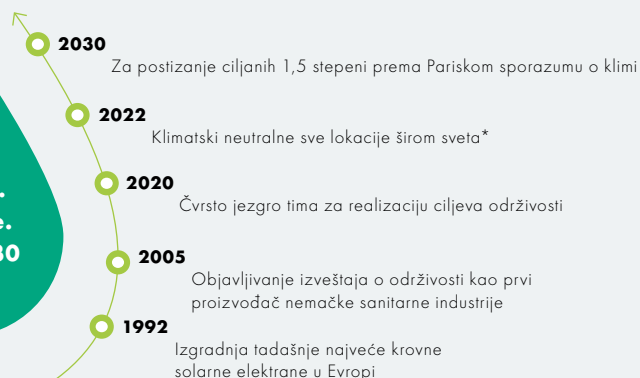 2030
Za postizanje ciljanih 1,5 stepeni prema Pariskom sporazumu o klimi
2022
Klimatski neutralne sve lokacije širom sveta*
2020
Čvrsto jezgro tima za realizaciju ciljeva održivosti
2005
Objavljivanje izveštaja o održivosti kao prvi
proizvođač nemačke sanitarne industrije
1992
Izgradnja tadašnje najveće krovne
solarne elektrane u Evropi